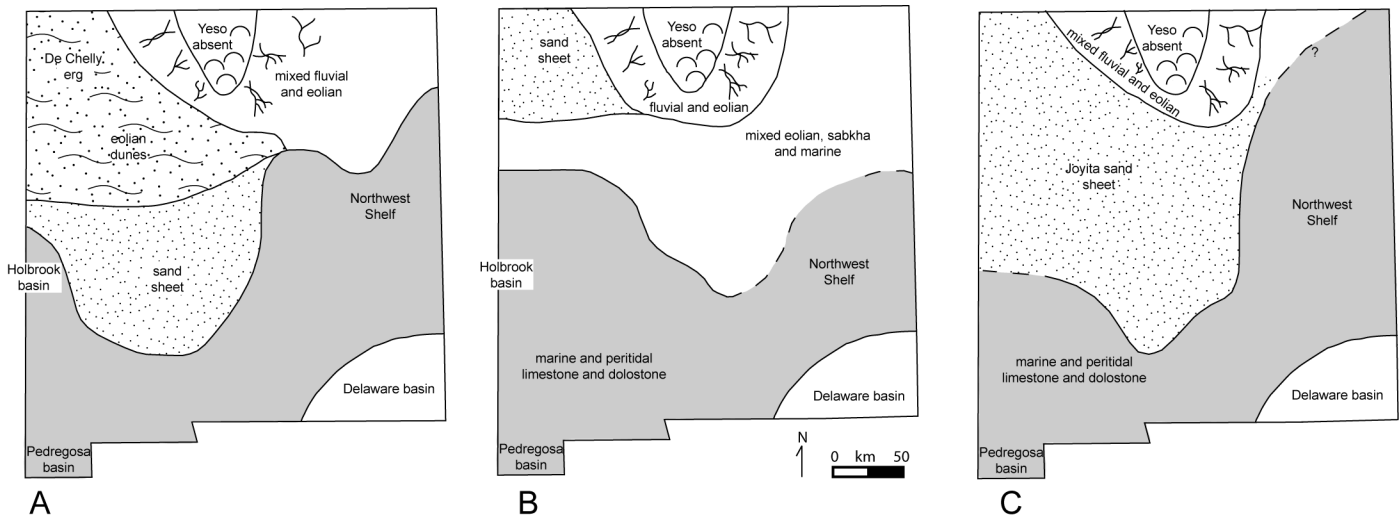 Yeso
absent
De Chelly
erg
mixed fluvial
and eolian
eolian
dunes
Northwest
Shelf
Holbrook
basin
sand
sheet
Delaware basin
Pedregosa
basin
A
Yeso
absent
sand
sheet
fluvial and eolian
mixed eolian, sabkha
and marine
Holbrook
basin
Northwest
Shelf
marine and peritidal
limestone and dolostone
Delaware basin
Pedregosa
basin
N
0 km 50
B
Yeso
absent
mixed fluvial and eolian
?
Joyita sand
sheet
Northwest
Shelf
marine and peritidal
limestone and dolostone
Delaware basin
Pedregosa
basin
C